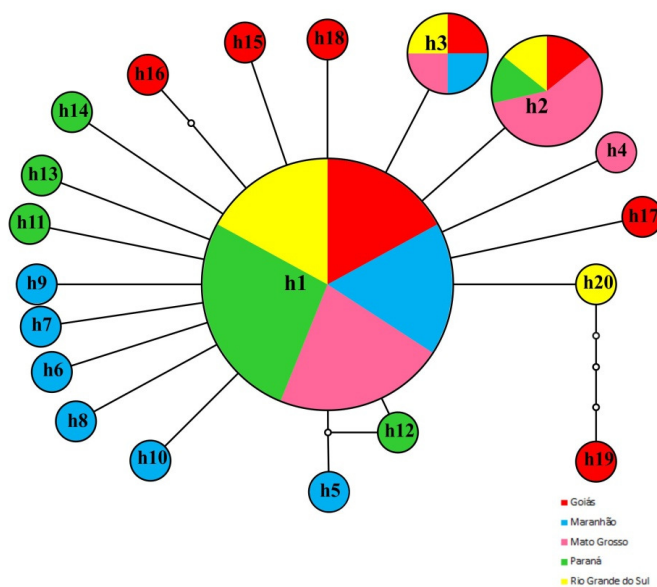 h18
h15
h3
h16
h2
h14
h4
h13
h17
h11
h9
h1
h20
h7
h6
h8
h12
h10
h19
h5
Goiás
Maranhão
Mato Grosso
Paraná
Rio Grande do Sul